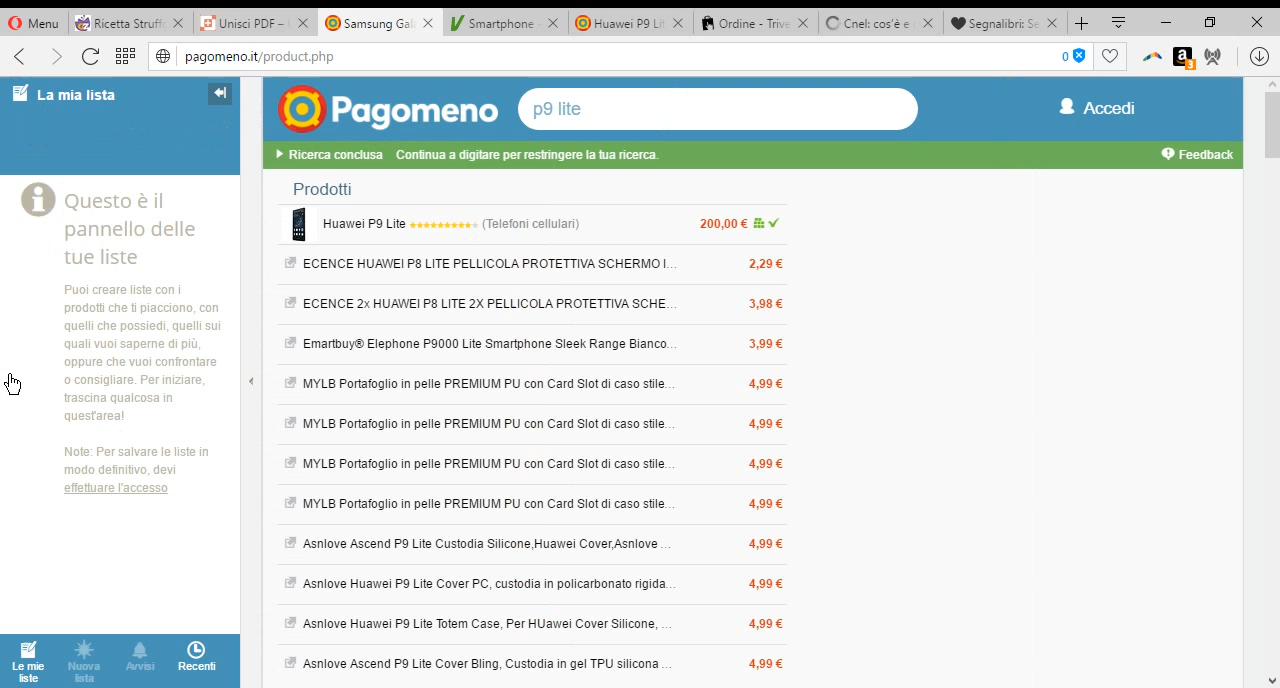 Menu
Ricetta Struff
Unisci PDF –
Samsung Gal
Smartphone -
Huawei P9 Lit
Ordine - Trive
Cnel: cos'è e
Segnalibri: Se
pagomeno.it/product.php
0
3
La mia lista
Pagomeno
p9 lite
Accedi
Ricerca conclusa Continua a digitare per restringere la tua ricerca.
Feedback
Questo è il
pannello delle
tue liste
Puoi creare liste con i
prodotti che ti piacciono, con
quelli che possiedi, quelli sui
quali vuoi saperne di più,
oppure che vuoi confrontare
o consigliare. Per iniziare,
trascina qualcosa in
quest'area!
Note: Per salvare le liste in
modo definitivo, devi
effettuare l'accesso
Prodotti
Huawei P9 Lite (Telefoni cellulari) 200,00 €
ECENCE HUAWEI P8 LITE PELLICOLA PROTETTIVA SCHERMO I... 2,29 €
ECENCE 2x HUAWEI P8 LITE 2X PELLICOLA PROTETTIVA SCHE... 3,98 €
Emartbuy® Elephone P9000 Lite Smartphone Sleek Range Bianco... 3,99 €
MYLB Portafoglio in pelle PREMIUM PU con Card Slot di caso stile... 4,99 €
MYLB Portafoglio in pelle PREMIUM PU con Card Slot di caso stile... 4,99 €
MYLB Portafoglio in pelle PREMIUM PU con Card Slot di caso stile... 4,99 €
MYLB Portafoglio in pelle PREMIUM PU con Card Slot di caso stile... 4,99 €
Asnlove Ascend P9 Lite Custodia Silicone,Huawei Cover,Asnlove ... 4,99 €
Asnlove Huawei P9 Lite Cover PC, custodia in policarbonato rigida... 4,99 €
Asnlove Huawei P9 Lite Totem Case, Per HUawei Cover Silicone, ... 4,99 €
Asnlove Ascend P9 Lite Cover Bling, Custodia in gel TPU silicona ... 4,99 €
Le mie
liste
Nuova
lista
Avvisi
Recenti